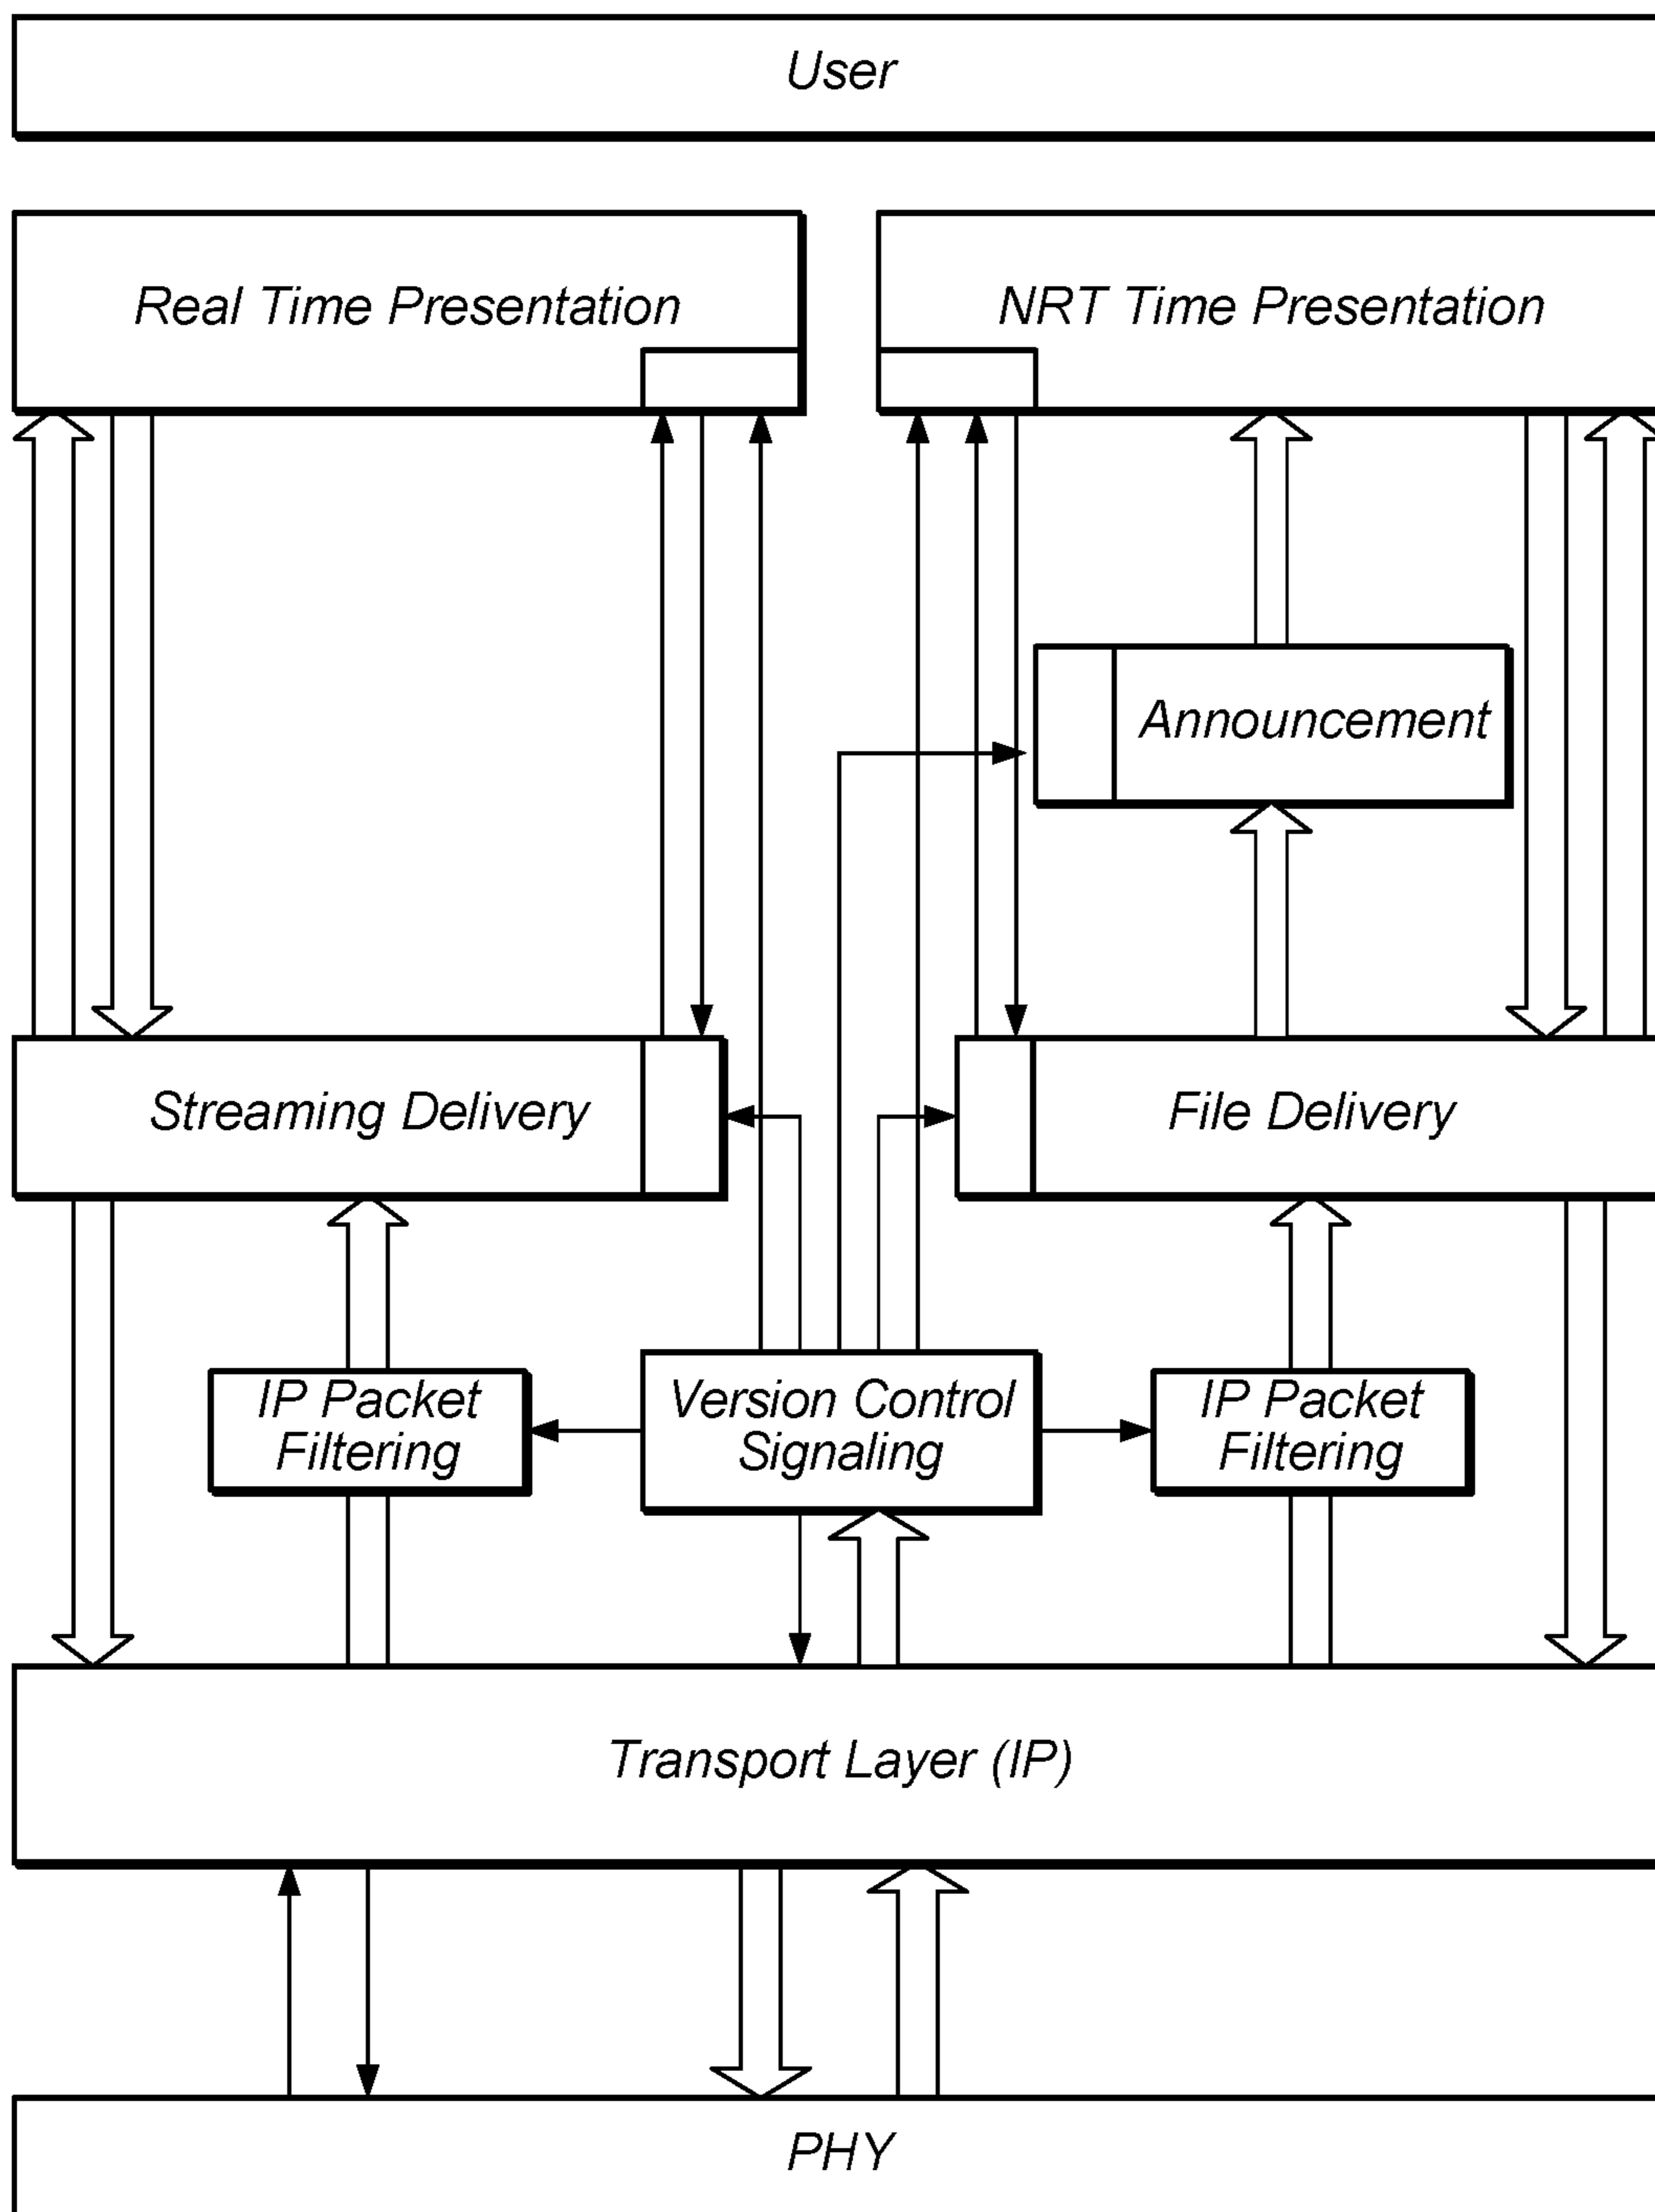 User
Real Time Presentation
NRT Time Presentation
Announcement
Streaming Delivery
File Delivery
IP Packet
Filtering
Version Control
Signaling
IP Packet
Filtering
Transport Layer (IP)
PHY